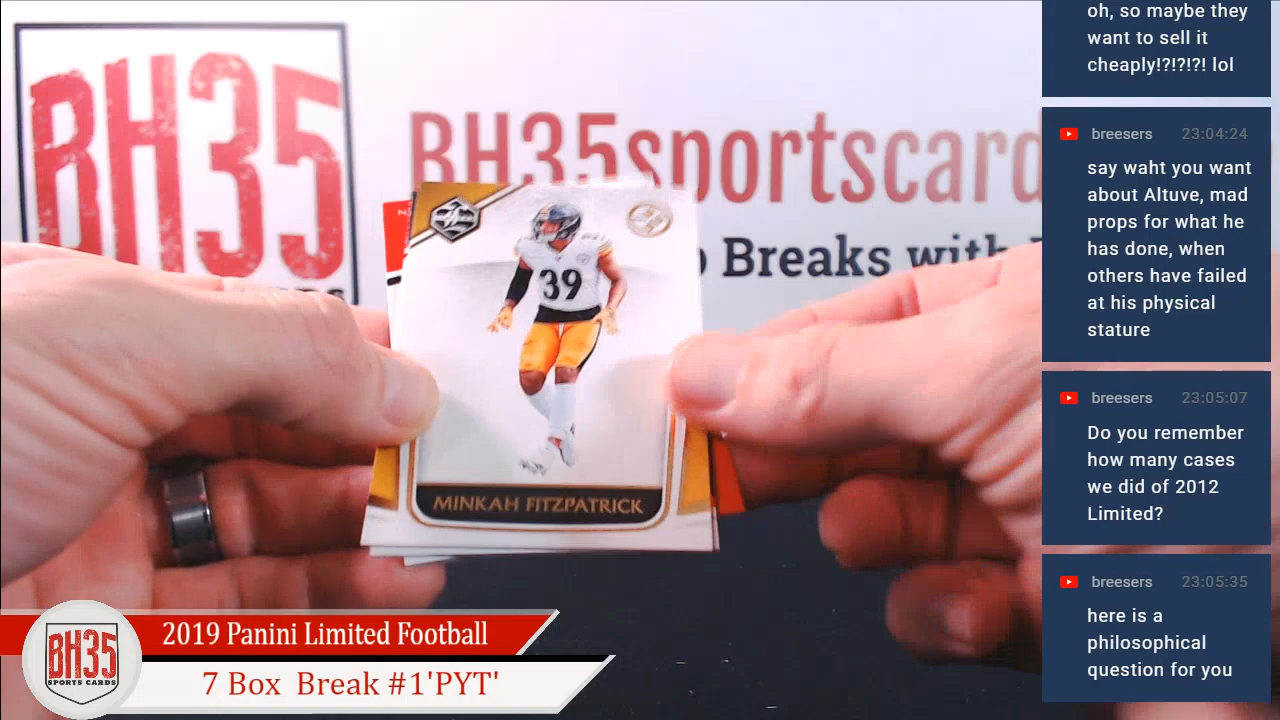 BH35
BH35sportscard
Breaks with
39
MINKAH FITZPATRICK
2019 Panini Limited Football
7 Box Break #1'PYT'
BH35
SPORTS CARDS
oh, so maybe they
want to sell it
cheaply!?!?!?! lol
breesers 23:04:24
say waht you want
about Altuve, mad
props for what he
has done, when
others have failed
at his physical
stature
breesers 23:05:07
Do you remember
how many cases
we did of 2012
Limited?
breesers 23:05:35
here is a
philosophical
question for you